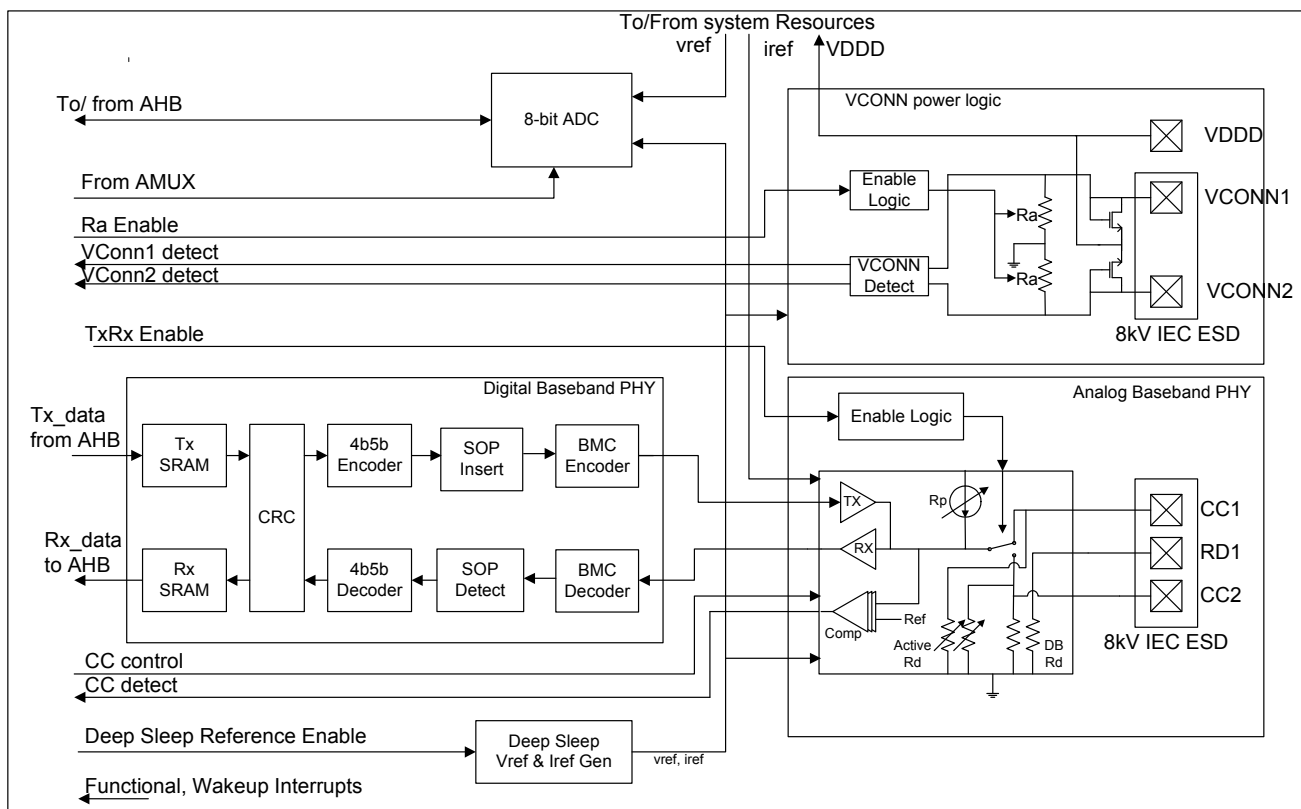 To/From system Resources
vref
iref
VDDD
To/ from AHB
8-bit ADC
From AMUX
VCONN power logic
VDDD
Enable
Logic
Ra
VCONN1
Ra Enable
VConn1 detect
VConn2 detect
VCONN
Detect
Ra
VCONN2
8kV IEC ESD
TxRx Enable
Digital Baseband PHY
Analog Baseband PHY
Enable Logic
Tx_data
from AHB
Tx
SRAM
CRC
4b5b
Encoder
SOP
Insert
BMC
Encoder
TX
Rp
CC1
Rx_data
to AHB
Rx
SRAM
4b5b
Decoder
SOP
Detect
BMC
Decoder
RX
RD1
CC2
Comp
Ref
Active
Rd
DB
Rd
8kV IEC ESD
CC control
CC detect
Deep Sleep Reference Enable
Deep Sleep
Vref & Iref Gen
vref, iref
Functional, Wakeup Interrupts